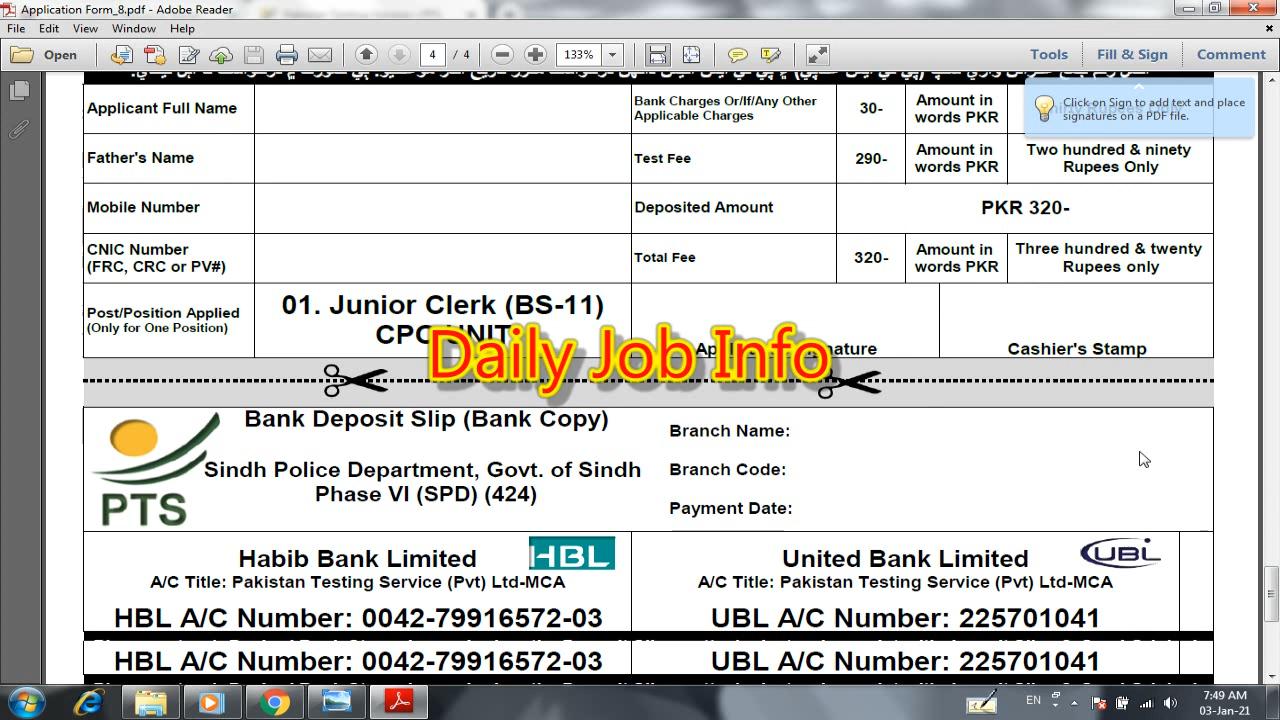 Application Form_8.pdf - Adobe Reader
File Edit View Window Help
Open 4 / 4 133% Tools Fill & Sign Comment
Click on Sign to add text and place
signatures on a PDF file.
Applicant Full Name
Bank Charges Or/If/Any Other
Applicable Charges
30-
Amount in
words PKR
Father's Name
Test Fee
290-
Amount in
words PKR
Two hundred & ninety
Rupees Only
Mobile Number
Deposited Amount
PKR 320-
CNIC Number
(FRC, CRC or PV#)
Total Fee
320-
Amount in
words PKR
Three hundred & twenty
Rupees only
Post/Position Applied
(Only for One Position)
01. Junior Clerk (BS-11)
CPO UNIT
Cashier's Stamp
Daily Job Info
Bank Deposit Slip (Bank Copy)
Sindh Police Department, Govt. of Sindh
Phase VI (SPD) (424)
PTS
Branch Name:
Branch Code:
Payment Date:
Habib Bank Limited HBL
A/C Title: Pakistan Testing Service (Pvt) Ltd-MCA
HBL A/C Number: 0042-79916572-03
United Bank Limited UBL
A/C Title: Pakistan Testing Service (Pvt) Ltd-MCA
UBL A/C Number: 225701041
HBL A/C Number: 0042-79916572-03
UBL A/C Number: 225701041
EN
7:49 AM
03-Jan-21